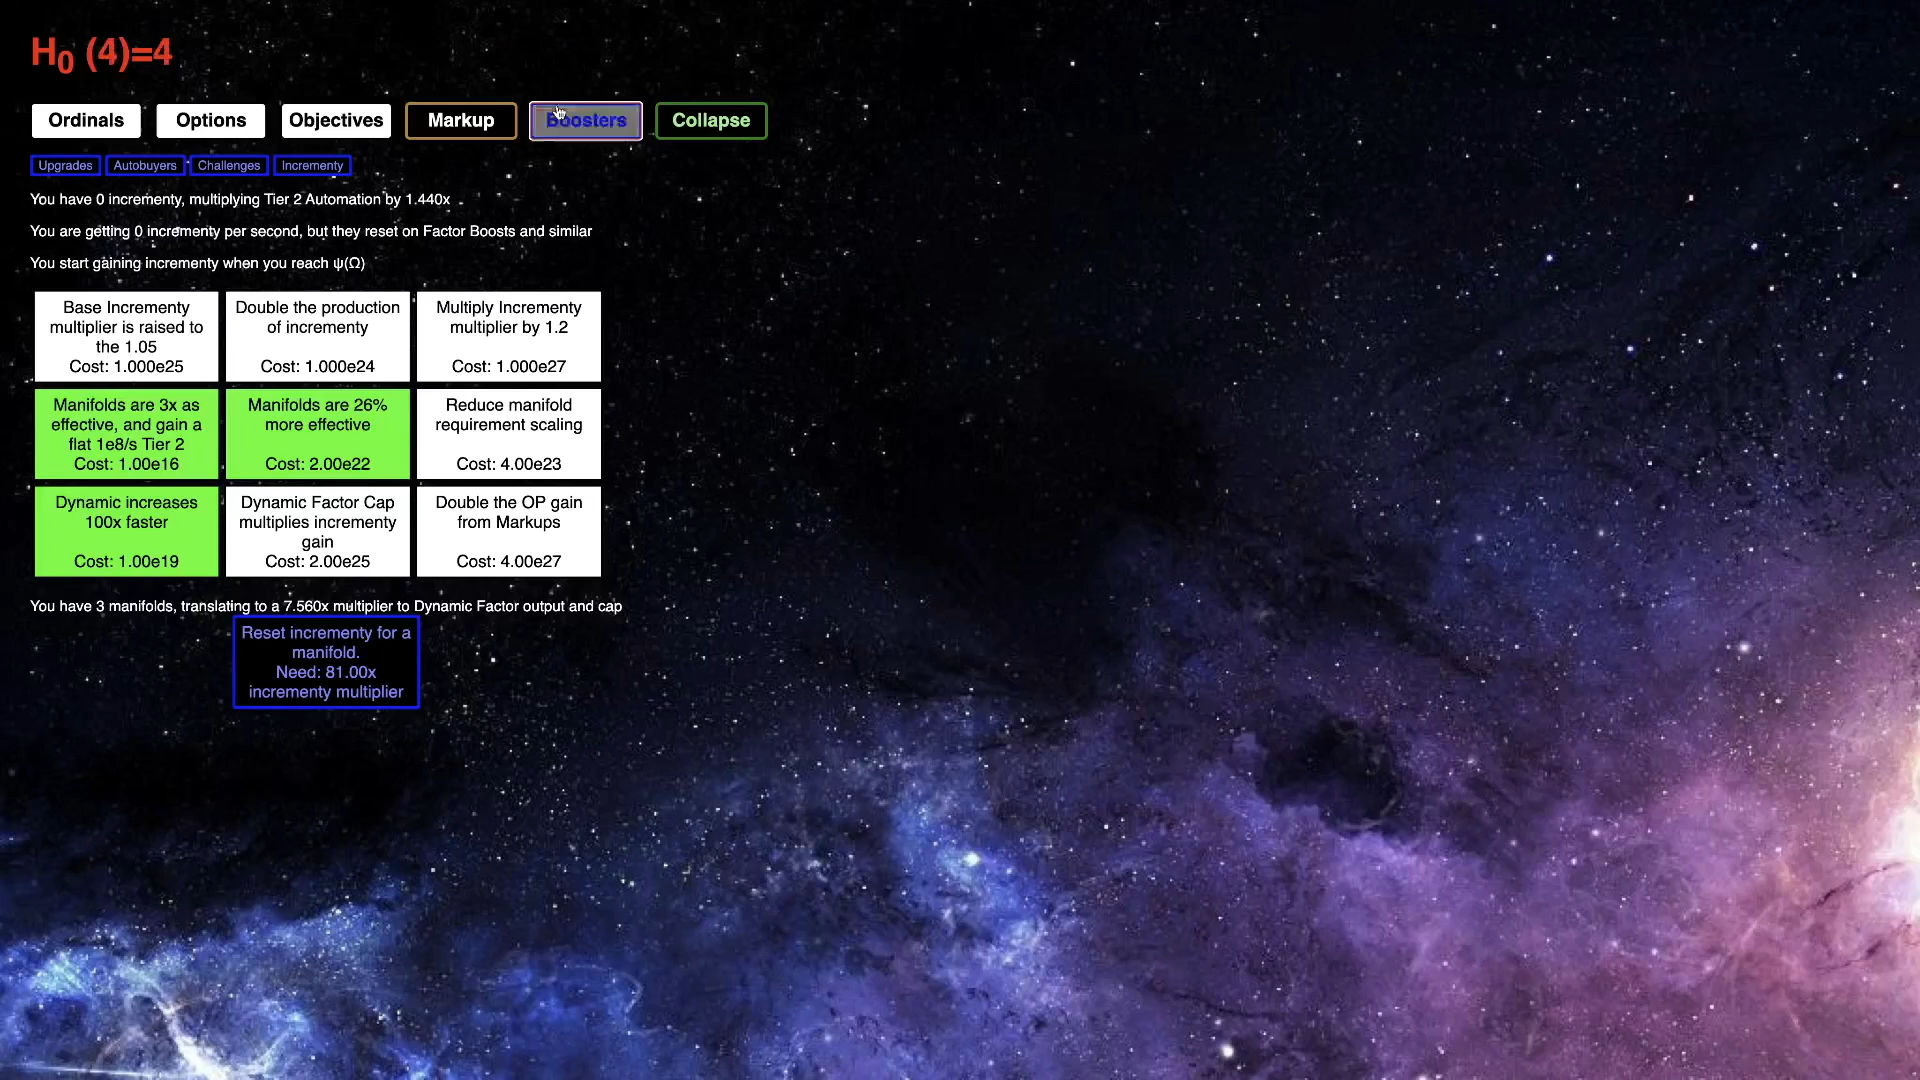 H₀ (4)=4
Ordinals Options Objectives Markup Boosters Collapse
Upgrades Autobuyers Challenges Incrementy
You have 0 incrementy, multiplying Tier 2 Automation by 1.440x
You are getting 0 incrementy per second, but they reset on Factor Boosts and similar
You start gaining incrementy when you reach ψ(Ω)
Base Incrementy
multiplier is raised to
the 1.05
Cost: 1.000e25
Double the production
of incrementy
Cost: 1.000e24
Multiply Incrementy
multiplier by 1.2
Cost: 1.000e27
Manifolds are 3x as
effective, and gain a
flat 1e8/s Tier 2
Cost: 1.00e16
Manifolds are 26%
more effective
Cost: 2.00e22
Reduce manifold
requirement scaling
Cost: 4.00e23
Dynamic increases
100x faster
Cost: 1.00e19
Dynamic Factor Cap
multiplies incrementy
gain
Cost: 2.00e25
Double the OP gain
from Markups
Cost: 4.00e27
You have 3 manifolds, translating to a 7.560x multiplier to Dynamic Factor output and cap
Reset incrementy for a
manifold.
Need: 81.00x
incrementy multiplier